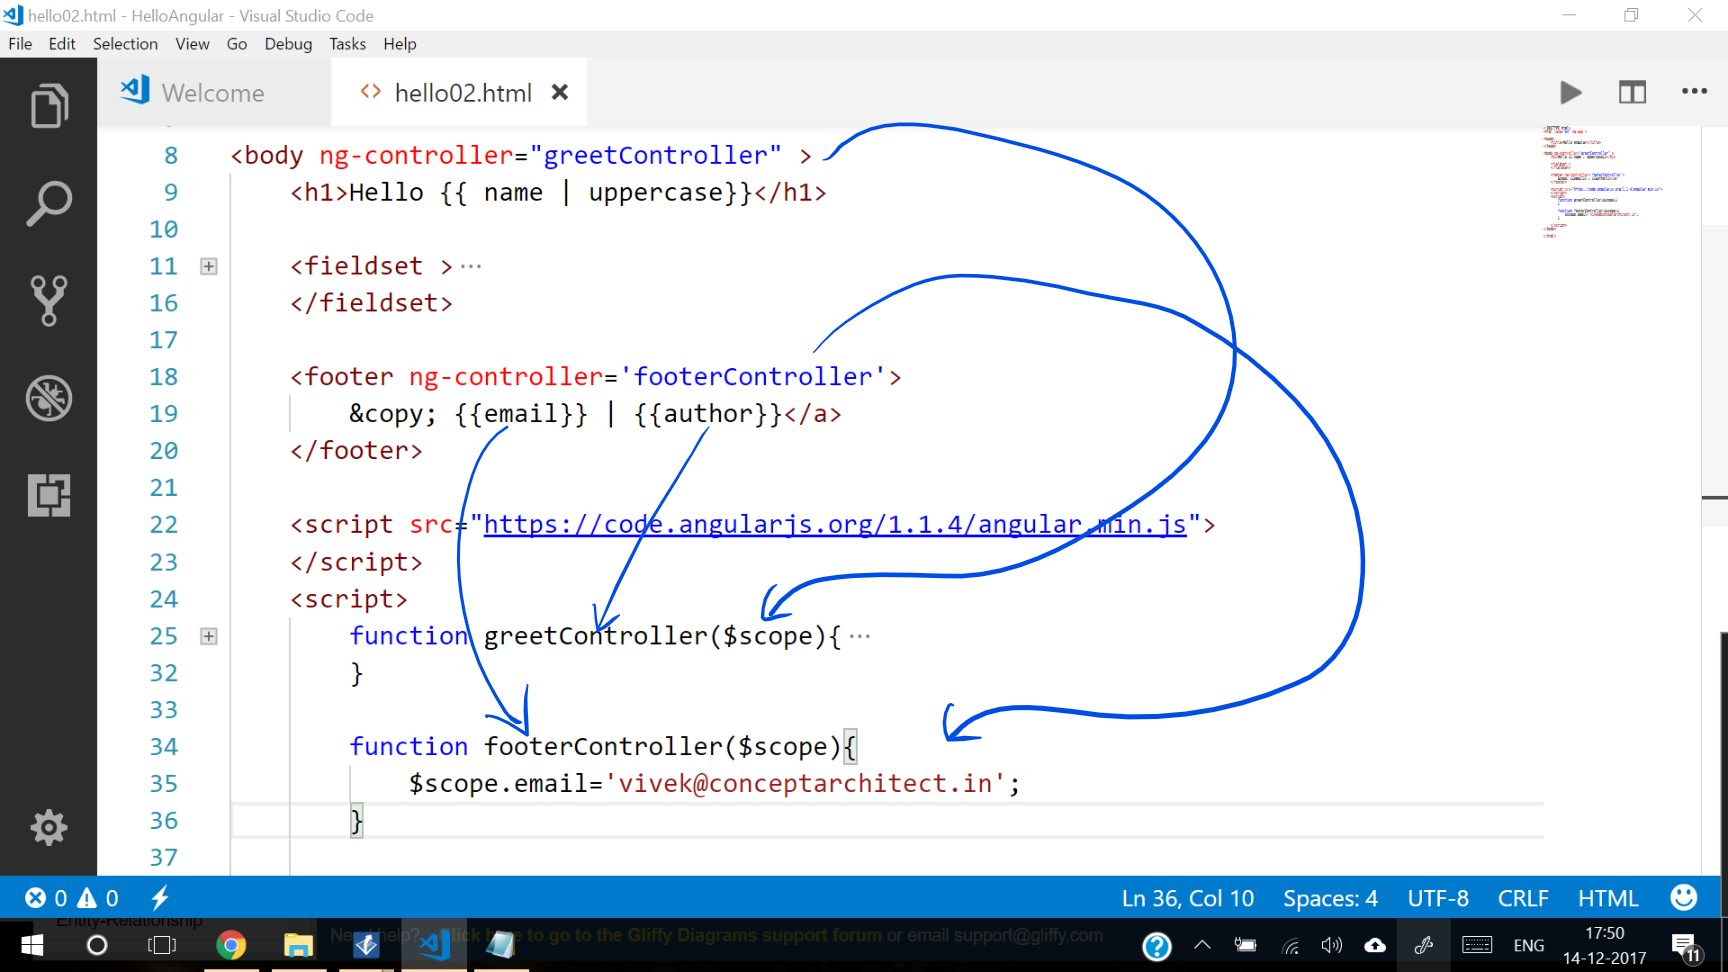 hello02.html - HelloAngular - Visual Studio Code
File Edit Selection View Go Debug Tasks Help
Welcome hello02.html
8 <body ng-controller="greetController" >
9 <h1>Hello {{ name | uppercase}}</h1>
10
11 <fieldset >···
16 </fieldset>
17
18 <footer ng-controller='footerController'>
19 &copy; {{email}} | {{author}}</a>
20 </footer>
21
22 <script src="https://code.angularjs.org/1.1.4/angular.min.js">
23 </script>
24 <script>
25 function greetController($scope){···
32 }
33
34 function footerController($scope){
35 $scope.email='vivek@conceptarchitect.in';
36 }
37
0 0 Ln 36, Col 10 Spaces: 4 UTF-8 CRLF HTML
Entity-Relationship
Need help? Click here to go to the Gliffy Diagrams support forum or email support@gliffy.com
ENG
17:50
14-12-2017
11